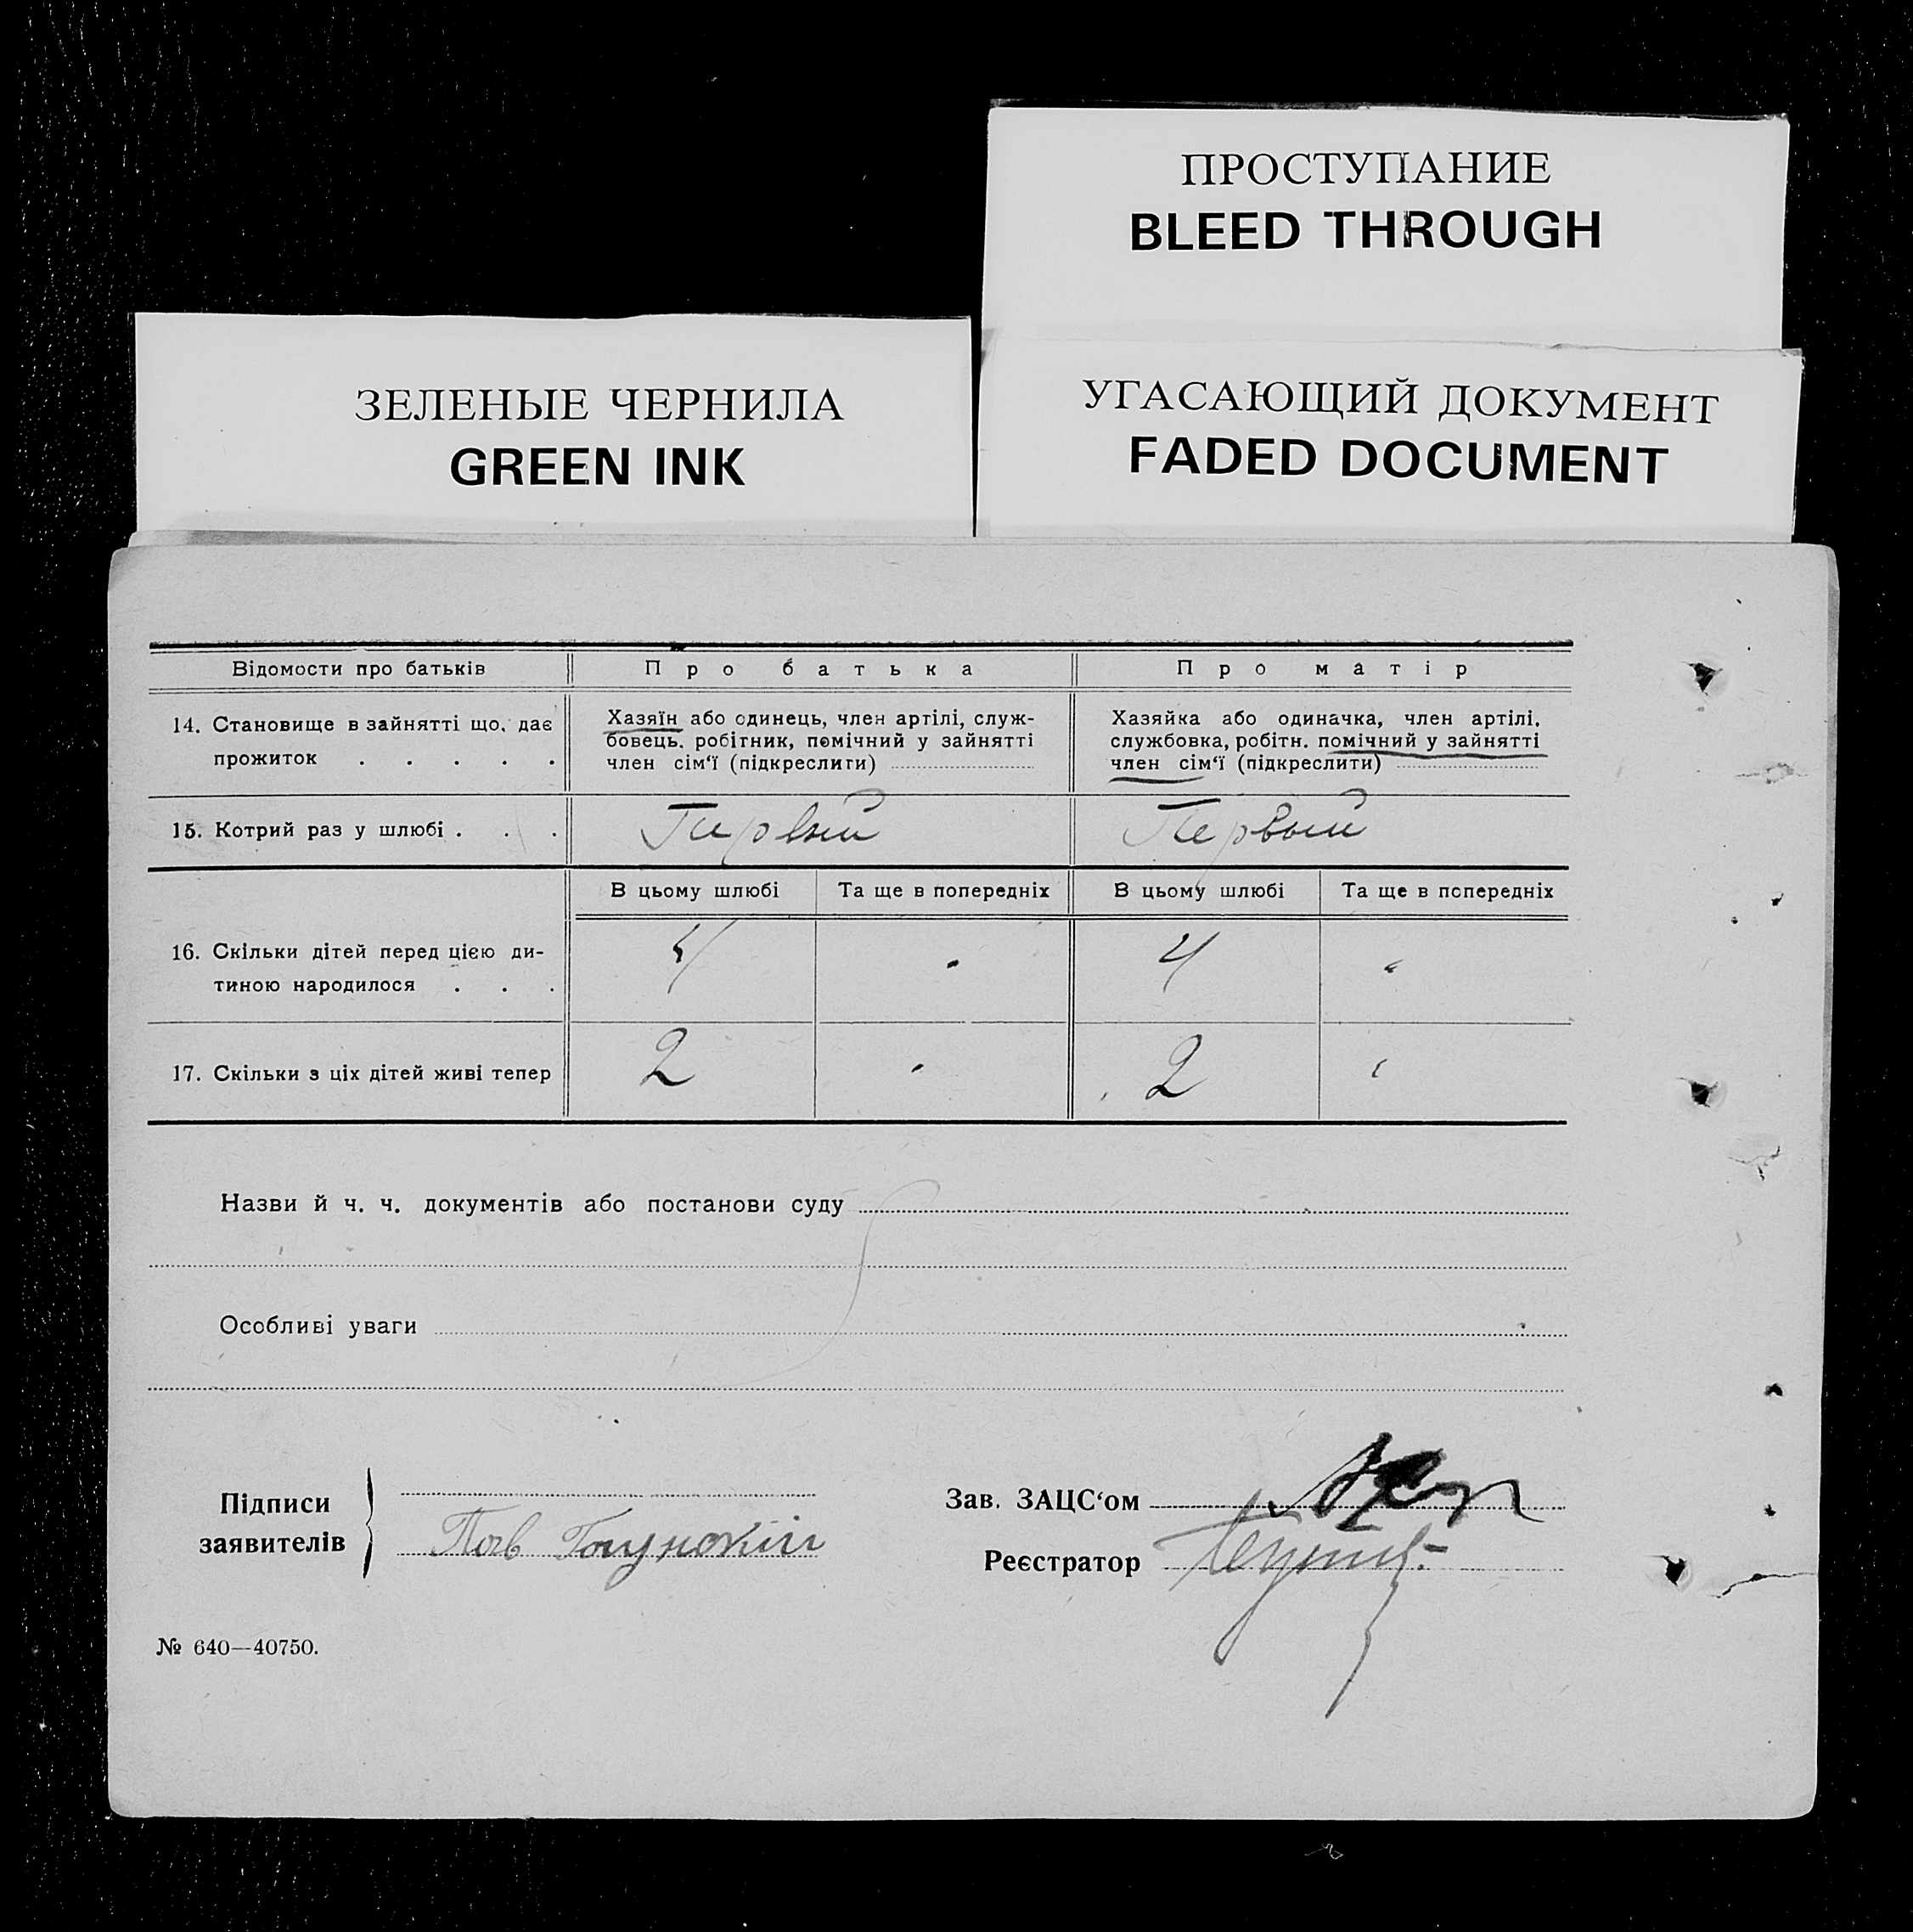 ПРОСТУПАНИЕ
BLEED THROUGH
ЗЕЛЕНЫЕ ЧЕРНИЛА
GREEN INK
УГАСАЮЩИЙ ДОКУМЕНТ
FADED DOCUMENT
Відомости про батьків Про батька Про матір
14. Становище в зайнятті що, дає
прожиток . . . . .
Хазяїн або одинець, член артілі, служ-
бовець. робітник, помічний у зайнятті
член сім'ї (підкреслити)
Хазяйка або одиначка, член артілі,
службовка, робітн. помічний у зайнятті
член сім'ї (підкреслити)
15. Котрий раз у шлюбі . . . Первый Первый
В цьому шлюбі Та ще в попередніх В цьому шлюбі Та ще в попередніх
16. Скільки дітей перед цією ди-
тиною народилося . . . 4 4
17. Скільки з ціх дітей живі тепер 2 2
Назви й ч. ч. документів або постанови суду
Особливі уваги
Підписи
заявителів
Зав. ЗАЦС'ом
Реєстратор
№ 640—40750.